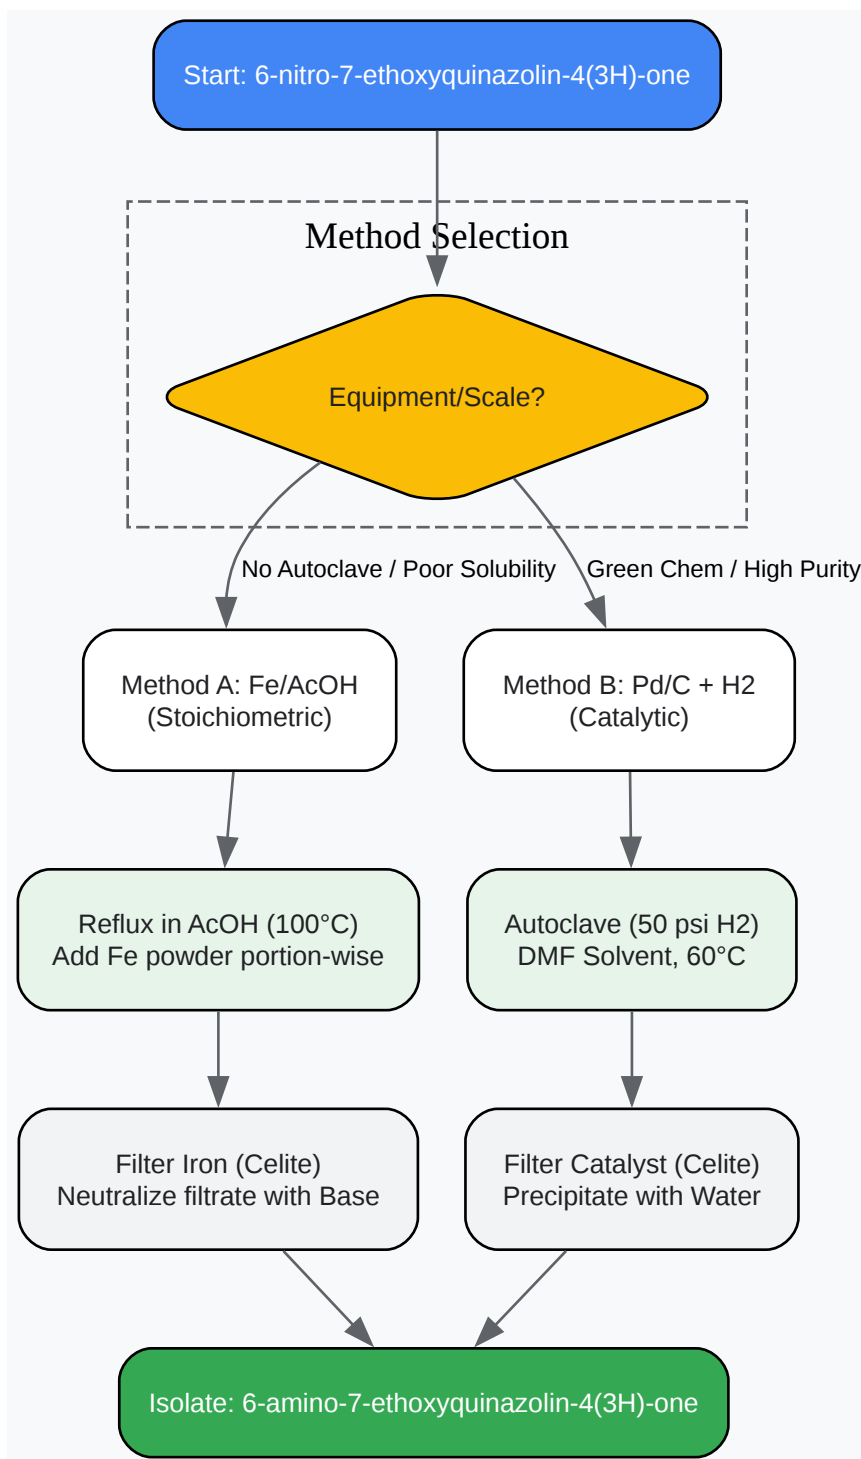 Start: 6-nitro-7-ethoxyquinazolin-4(3H)-one
Method Selection
Equipment/Scale?
No Autoclave / Poor Solubility
Green Chem / High Purity
Method A: Fe/AcOH
(Stoichiometric)
Method B: Pd/C + H2
(Catalytic)
Reflux in AcOH (100°C)
Add Fe powder portion-wise
Autoclave (50 psi H2)
DMF Solvent, 60°C
Filter Iron (Celite)
Neutralize filtrate with Base
Filter Catalyst (Celite)
Precipitate with Water
Isolate: 6-amino-7-ethoxyquinazolin-4(3H)-one